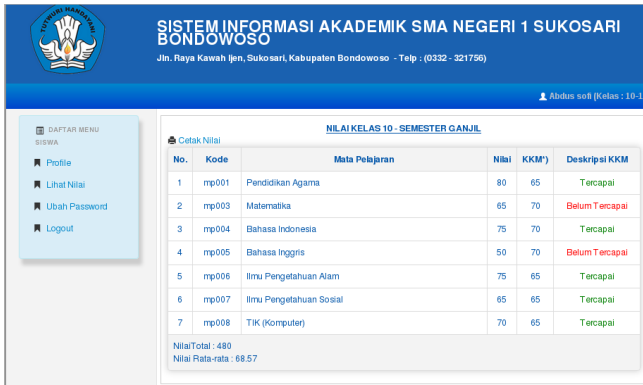 TUTWURI HANDAYANI
SISTEM INFORMASI AKADEMIK SMA NEGERI 1 SUKOSARI
BONDOWOSO
Jln. Raya Kawah Ijen, Sukosari, Kabupaten Bondowoso - Telp : (0332 - 321756)
Abdus sofi [Kelas : 10-1
DAFTAR MENU
SISWA
Profile
Lihat Nilai
Ubah Password
Logout
NILAI KELAS 10 - SEMESTER GANJIL
Cetak Nilai
No. Kode Mata Pelajaran Nilai KKM*) Deskripsi KKM
1 mp001 Pendidikan Agama 80 65 Tercapai
2 mp003 Matematika 65 70 Belum Tercapai
3 mp004 Bahasa Indonesia 75 70 Tercapai
4 mp005 Bahasa Inggris 50 70 Belum Tercapai
5 mp006 Ilmu Pengetahuan Alam 75 65 Tercapai
6 mp007 Ilmu Pengetahuan Sosial 65 65 Tercapai
7 mp008 TIK (Komputer) 70 65 Tercapai
NilaiTotal : 480
Nilai Rata-rata : 68.57